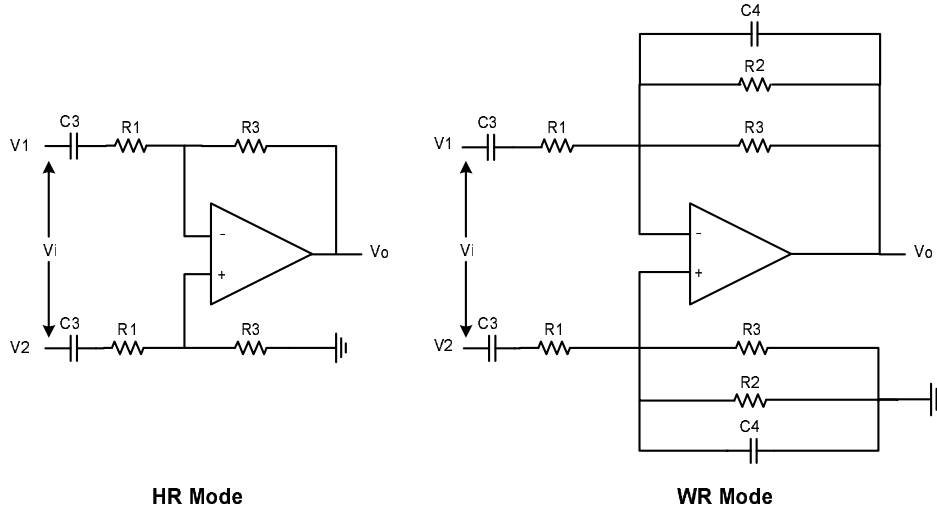 C4
R2
C3
R1
R3
V1
C3
R1
R3
V1
Vi
-
+
Vo
Vi
-
+
Vo
C3
R1
R3
V2
C3
R1
R3
V2
R2
C4
HR Mode
WR Mode